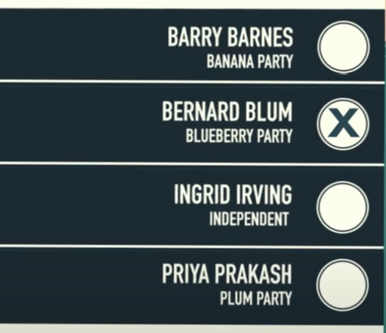 BARRY BARNES
BANANA PARTY
BERNARD BLUM
BLUEBERRY PARTY
X
INGRID IRVING
INDEPENDENT
PRIYA PRAKASH
PLUM PARTY